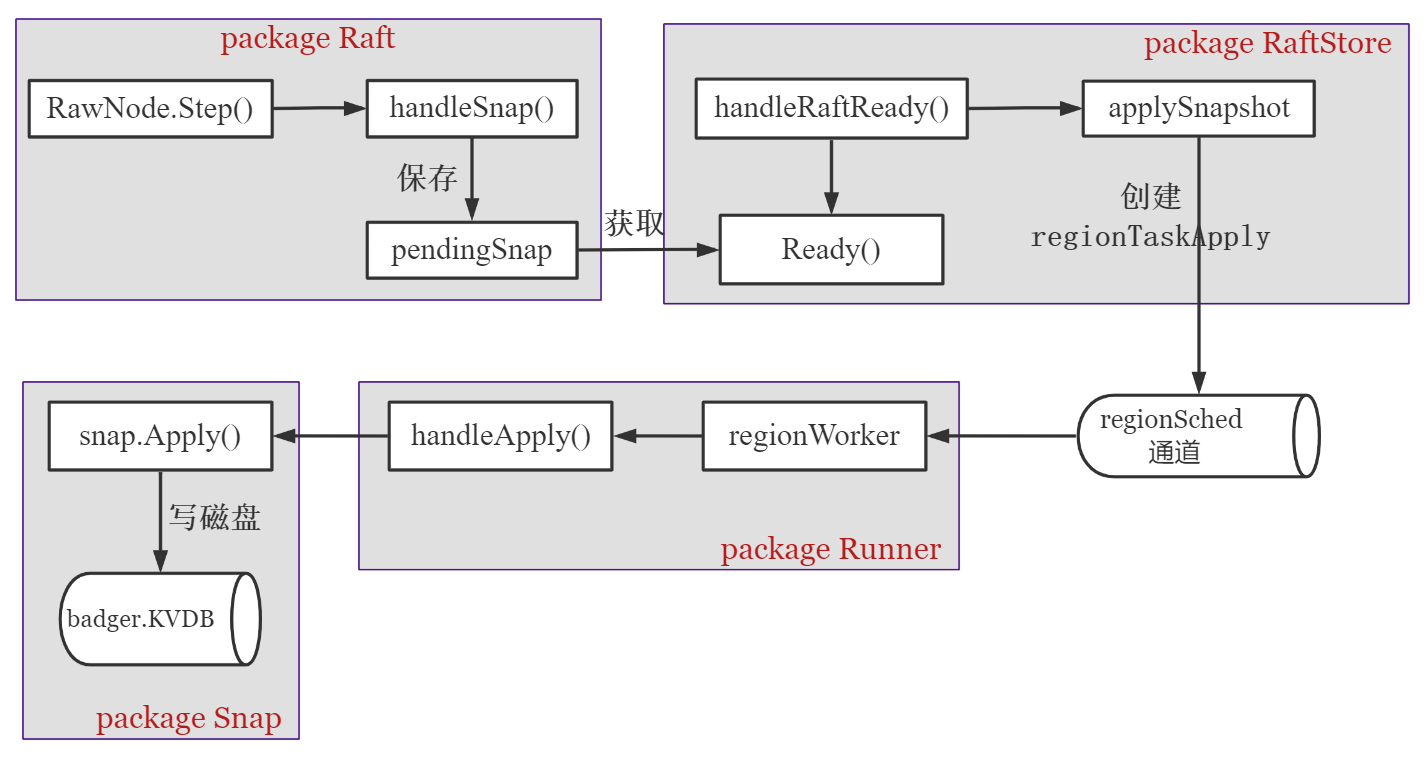 package Raft
RawNode.Step()
handleSnap()
保存
pendingSnap
获取
package RaftStore
handleRaftReady()
applySnapshot
创建
regionTaskApply
Ready()
regionSched
通道
regionWorker
handleApply()
package Runner
snap.Apply()
写磁盘
badger.KVDB
package Snap